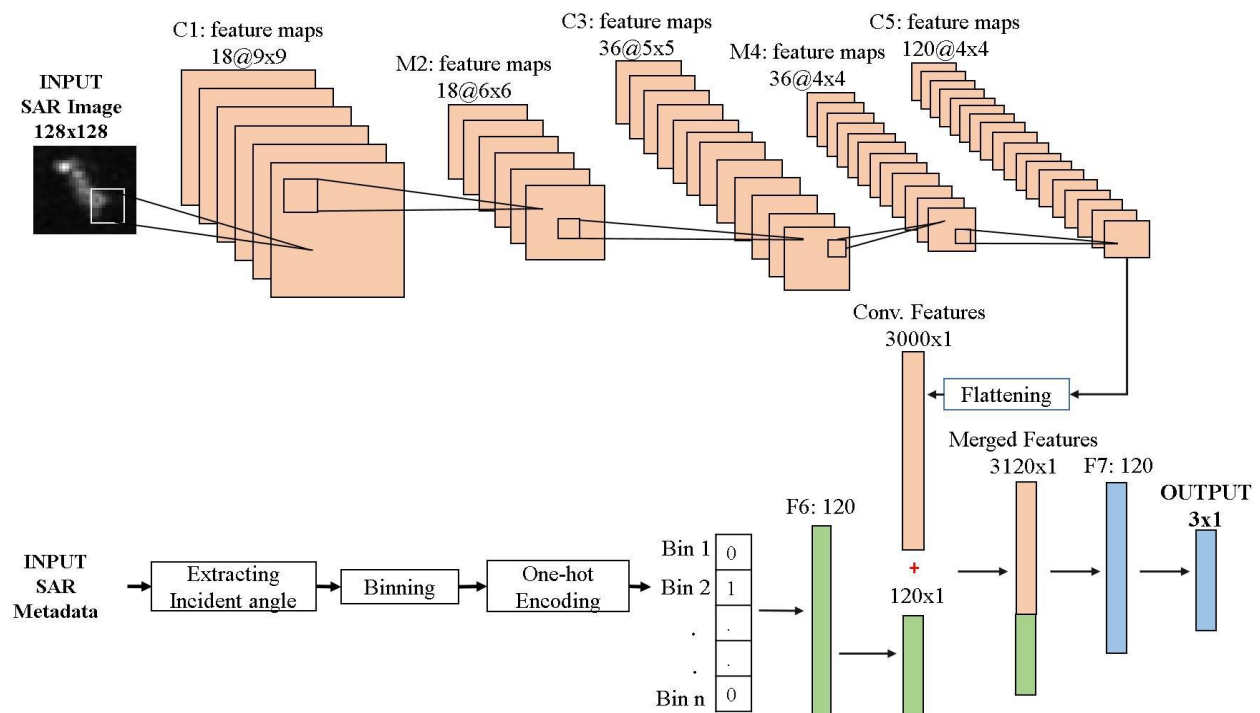 C1: feature maps
18@9x9
M2: feature maps
18@6x6
C3: feature maps
36@5x5
M4: feature maps
36@4x4
C5: feature maps
120@4x4
INPUT
SAR Image
128x128
Conv. Features
3000x1
Flattening
Merged Features
3120x1
F7: 120
OUTPUT
3x1
F6: 120
+
120x1
INPUT
SAR
Metadata
Extracting
Incident angle
Binning
One-hot
Encoding
Bin 1 0
Bin 2 1
. .
. .
.
Bin n 0